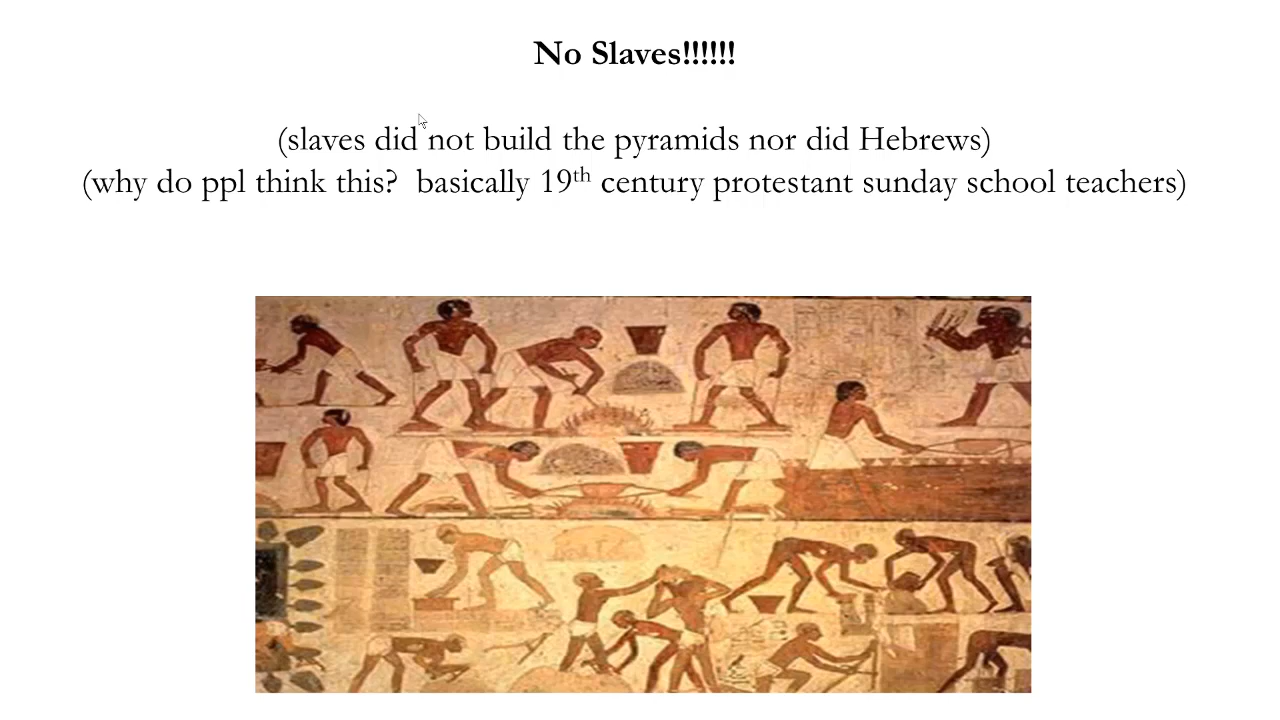 No Slaves!!!!!!
(slaves did not build the pyramids nor did Hebrews)
(why do ppl think this?  basically 19th century protestant sunday school teachers)